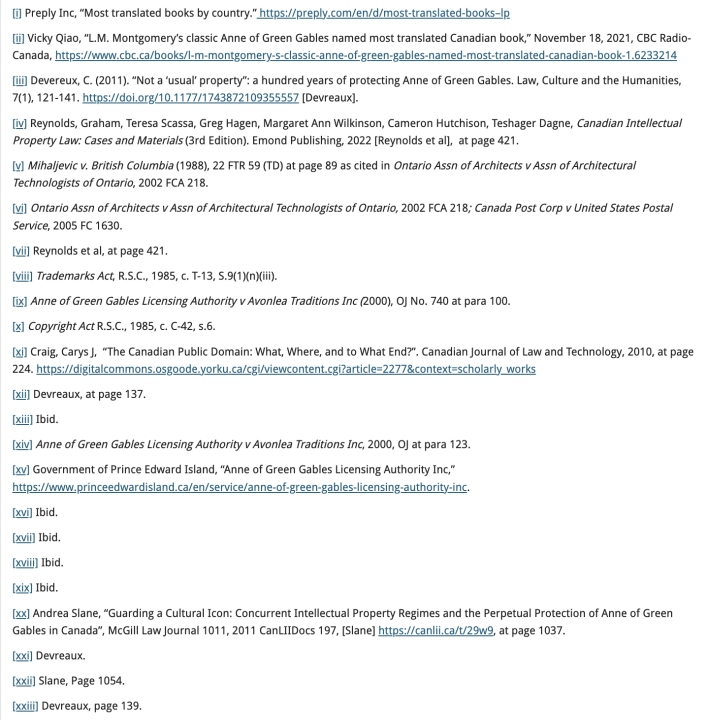 [i] Preply Inc, “Most translated books by country.” https://preply.com/en/d/most-translated-books–lp
[ii] Vicky Qiao, “L.M. Montgomery’s classic Anne of Green Gables named most translated Canadian book,” November 18, 2021, CBC Radio-
Canada, https://www.cbc.ca/books/l-m-montgomery-s-classic-anne-of-green-gables-named-most-translated-canadian-book-1.6233214
[iii] Devereux, C. (2011). “Not a ‘usual’ property”: a hundred years of protecting Anne of Green Gables. Law, Culture and the Humanities,
7(1), 121-141. https://doi.org/10.1177/1743872109355557 [Devreaux].
[iv] Reynolds, Graham, Teresa Scassa, Greg Hagen, Margaret Ann Wilkinson, Cameron Hutchison, Teshager Dagne, Canadian Intellectual
Property Law: Cases and Materials (3rd Edition). Emond Publishing, 2022 [Reynolds et al], at page 421.
[v] Mihaljevic v. British Columbia (1988), 22 FTR 59 (TD) at page 89 as cited in Ontario Assn of Architects v Assn of Architectural
Technologists of Ontario, 2002 FCA 218.
[vi] Ontario Assn of Architects v Assn of Architectural Technologists of Ontario, 2002 FCA 218; Canada Post Corp v United States Postal
Service, 2005 FC 1630.
[vii] Reynolds et al, at page 421.
[viii] Trademarks Act, R.S.C., 1985, c. T-13, S.9(1)(n)(iii).
[ix] Anne of Green Gables Licensing Authority v Avonlea Traditions Inc (2000), OJ No. 740 at para 100.
[x] Copyright Act R.S.C., 1985, c. C-42, s.6.
[xi] Craig, Carys J, “The Canadian Public Domain: What, Where, and to What End?”. Canadian Journal of Law and Technology, 2010, at page
224. https://digitalcommons.osgoode.yorku.ca/cgi/viewcontent.cgi?article=2277&context=scholarly_works
[xii] Devreaux, at page 137.
[xiii] Ibid.
[xiv] Anne of Green Gables Licensing Authority v Avonlea Traditions Inc, 2000, OJ at para 123.
[xv] Government of Prince Edward Island, “Anne of Green Gables Licensing Authority Inc,”
https://www.princeedwardisland.ca/en/service/anne-of-green-gables-licensing-authority-inc.
[xvi] Ibid.
[xvii] Ibid.
[xviii] Ibid.
[xix] Ibid.
[xx] Andrea Slane, “Guarding a Cultural Icon: Concurrent Intellectual Property Regimes and the Perpetual Protection of Anne of Green
Gables in Canada”, McGill Law Journal 1011, 2011 CanLIIDocs 197, [Slane] https://canlii.ca/t/29w9, at page 1037.
[xxi] Devreaux.
[xxii] Slane, Page 1054.
[xxiii] Devreaux, page 139.